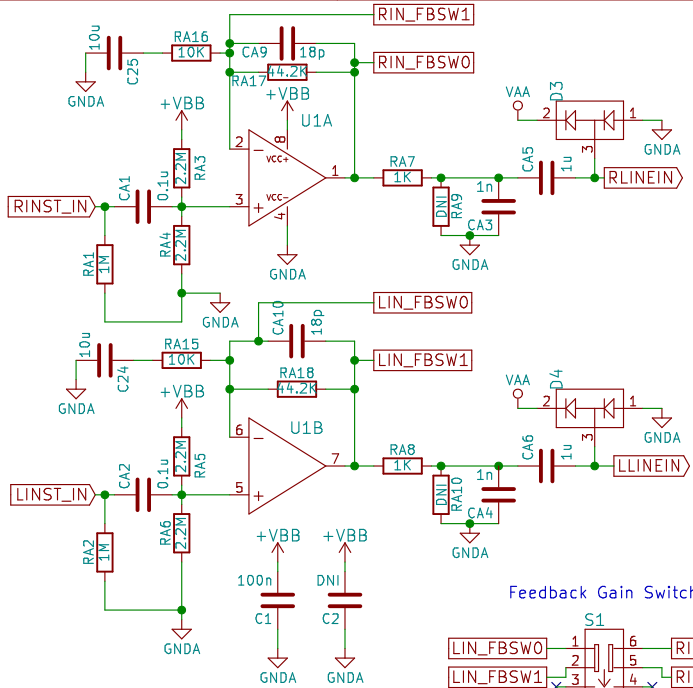 RIN_FBSW1
10u
C25
GNDA
RA16
10K
CA9
18p
RIN_FBSW0
RA17
44.2K
+VBB
U1A
8
VCC+
VCC-
4
2
3
1
GNDA
+VBB
2.2M
RA3
CA1
0.1u
RINST_IN
RA4
2.2M
RA1
1M
GNDA
RA7
1K
DNI
RA9
1n
CA3
GNDA
CA5
1u
VAA
D3
2
1
3
GNDA
RLINEIN
LIN_FBSW0
10u
C24
GNDA
RA15
10K
CA10
18p
LIN_FBSW1
RA18
44.2K
+VBB
U1B
6
5
7
2.2M
RA5
CA2
0.1u
LINST_IN
RA6
2.2M
RA2
1M
GNDA
RA8
1K
DNI
RA10
1n
CA4
GNDA
CA6
1u
VAA
D4
2
1
3
GNDA
LLINEIN
+VBB
100n
C1
GNDA
+VBB
DNI
C2
GNDA
Feedback Gain Switch
S1
LIN_FBSW0
1
6
RI
LIN_FBSW1
2
5
RI
3
4